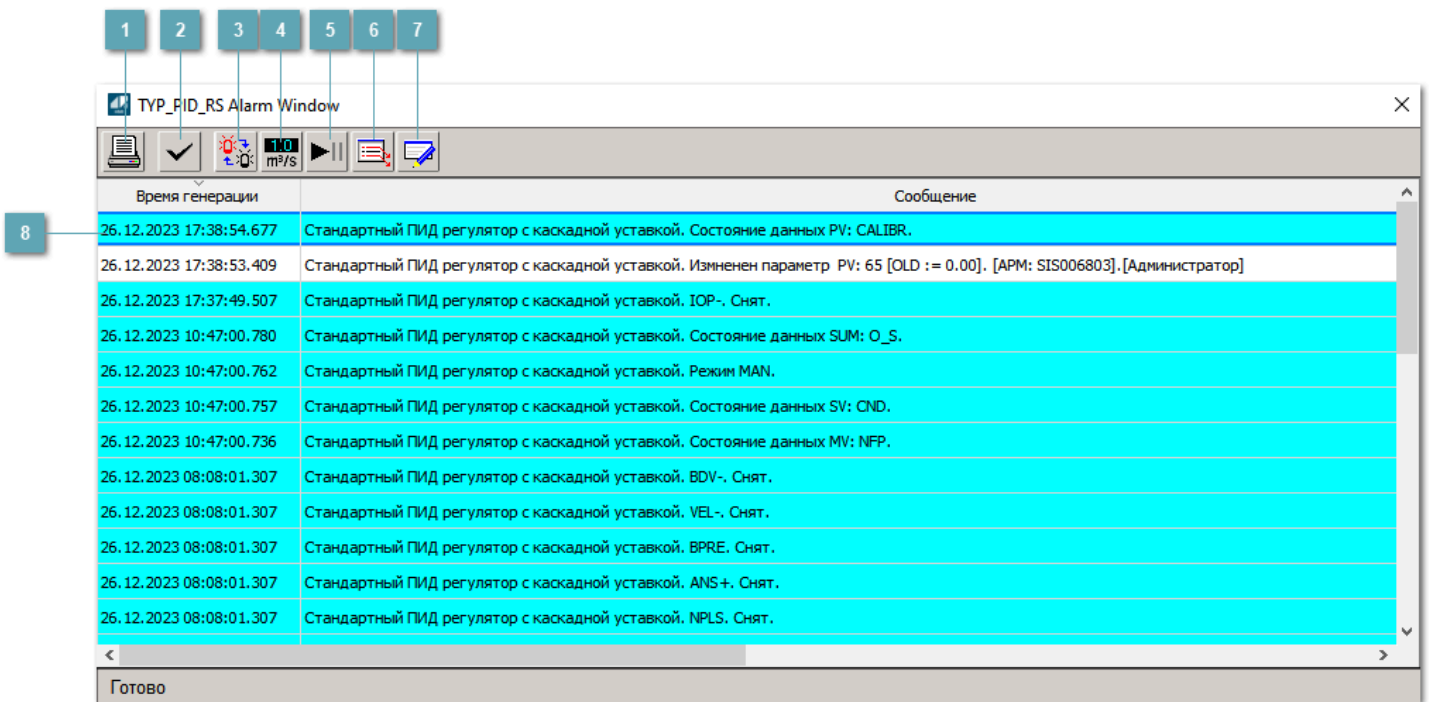 1 2 3 4 5 6 7
TYP_PID_RS Alarm Window
1.0
m³/s
Время генерации Сообщение
8
26.12.2023 17:38:54.677 Стандартный ПИД регулятор с каскадной уставкой. Состояние данных PV: CALIBR.
26.12.2023 17:38:53.409 Стандартный ПИД регулятор с каскадной уставкой. Измненен параметр PV: 65 [OLD := 0.00]. [АРМ: SIS006803].[Администратор]
26.12.2023 17:37:49.507 Стандартный ПИД регулятор с каскадной уставкой. IOP-. Снят.
26.12.2023 10:47:00.780 Стандартный ПИД регулятор с каскадной уставкой. Состояние данных SUM: O_S.
26.12.2023 10:47:00.762 Стандартный ПИД регулятор с каскадной уставкой. Режим MAN.
26.12.2023 10:47:00.757 Стандартный ПИД регулятор с каскадной уставкой. Состояние данных SV: CND.
26.12.2023 10:47:00.736 Стандартный ПИД регулятор с каскадной уставкой. Состояние данных MV: NFP.
26.12.2023 08:08:01.307 Стандартный ПИД регулятор с каскадной уставкой. BDV-. Снят.
26.12.2023 08:08:01.307 Стандартный ПИД регулятор с каскадной уставкой. VEL-. Снят.
26.12.2023 08:08:01.307 Стандартный ПИД регулятор с каскадной уставкой. BPRE. Снят.
26.12.2023 08:08:01.307 Стандартный ПИД регулятор с каскадной уставкой. ANS+. Снят.
26.12.2023 08:08:01.307 Стандартный ПИД регулятор с каскадной уставкой. NPLS. Снят.
Готово